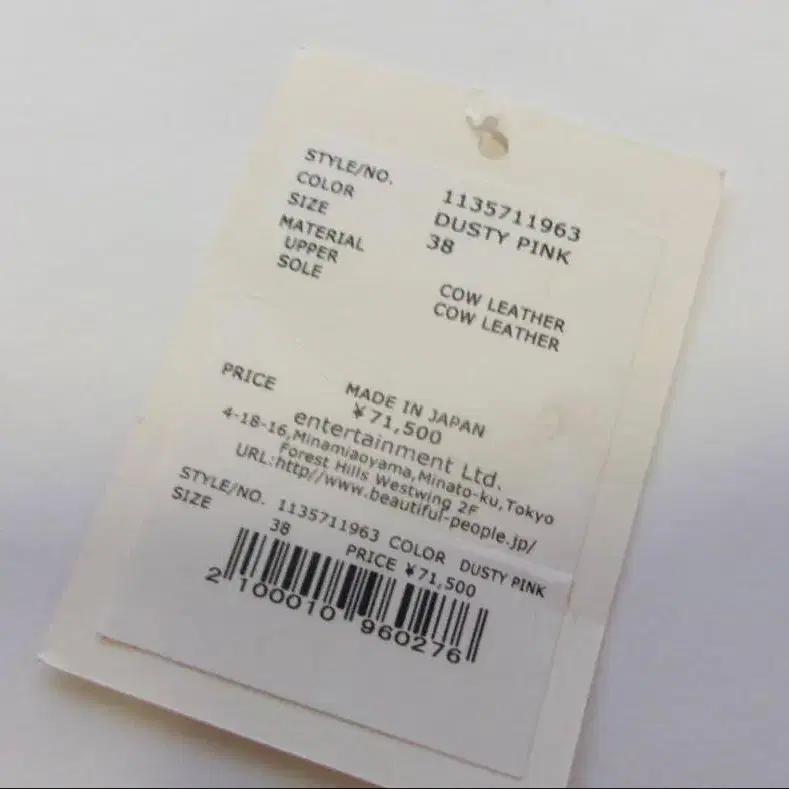 STYLE/NO. 1135711963
COLOR DUSTY PINK
SIZE 38
MATERIAL
UPPER COW LEATHER
SOLE COW LEATHER
MADE IN JAPAN
PRICE ¥71,500
entertainment Ltd.
4-18-16,Minamiaoyama,Minato-ku,Tokyo
Forest Hills Westwing 2F
URL:http//www.beautiful-people.jp/
STYLE/NO. 1135711963 COLOR DUSTY PINK
SIZE 38 PRICE ¥71,500
2 100010 960276